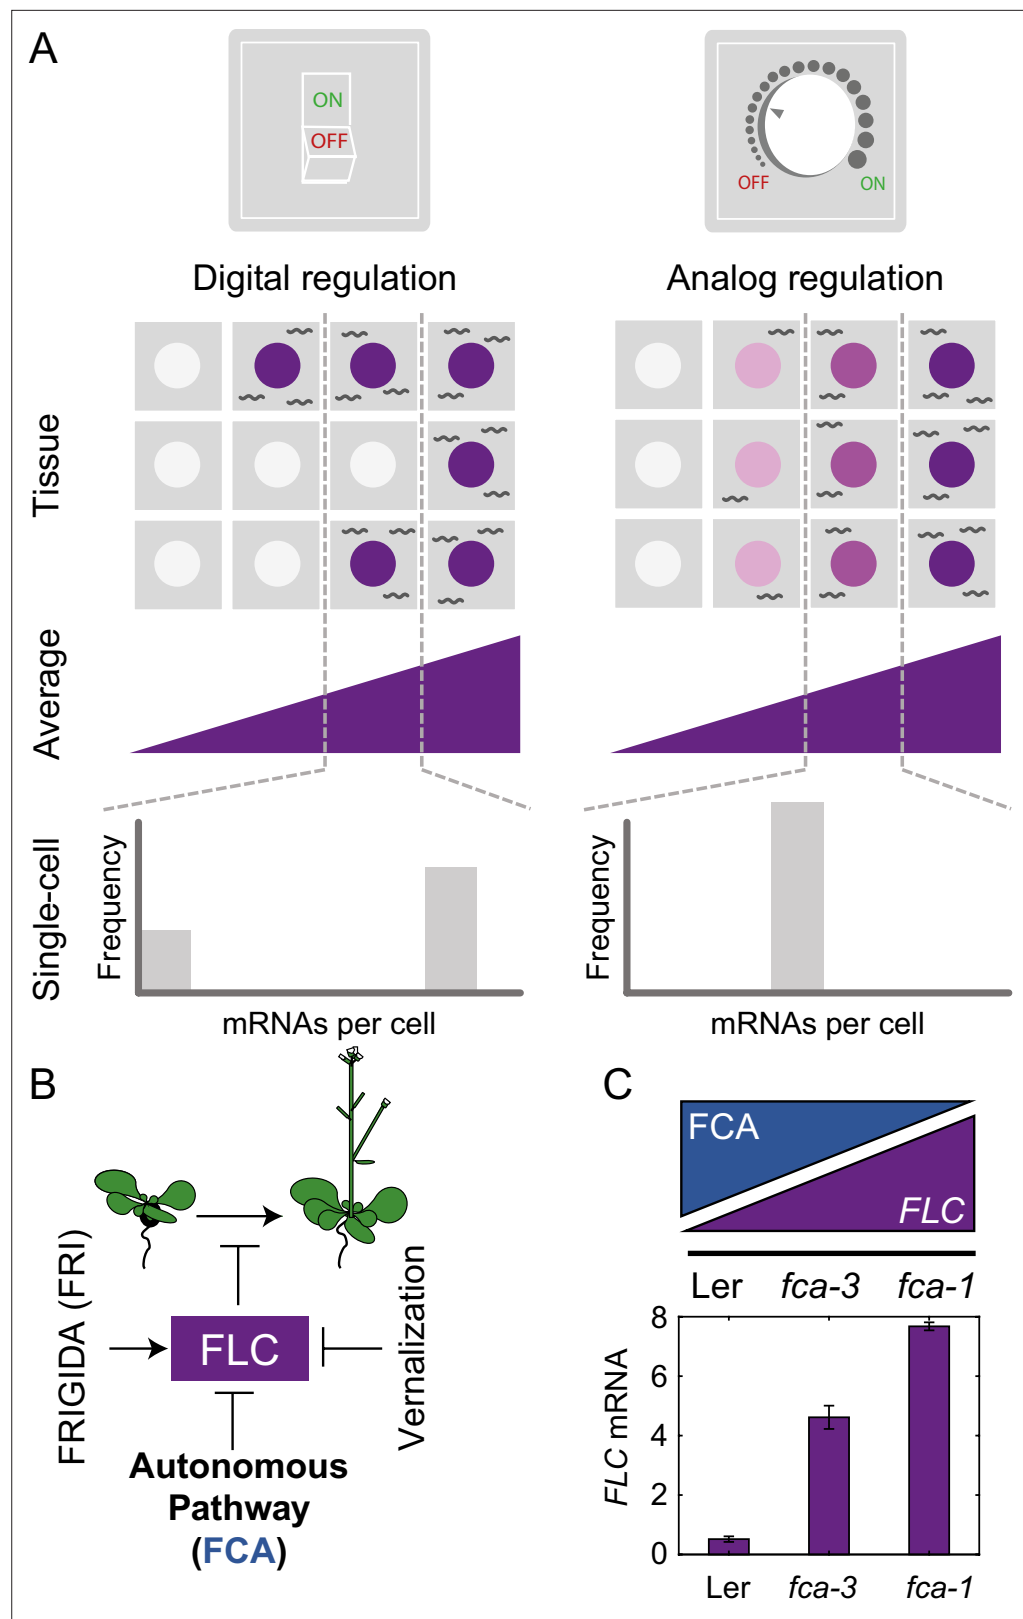 A
ON
OFF
OFF
ON
Digital regulation
Analog regulation
Tissue
Average
Single-cell
Frequency
mRNAs per cell
Frequency
mRNAs per cell
B
FRIGIDA (FRI)
FLC
Vernalization
Autonomous
Pathway
(FCA)
C
FCA
FLC
Ler fca-3 fca-1
FLC mRNA
8
6
4
2
0
Ler fca-3 fca-1